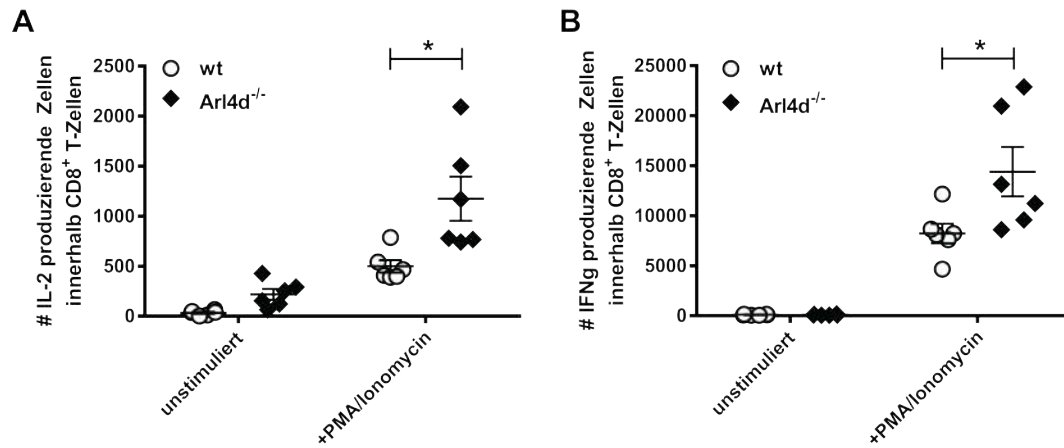 A
# IL-2 produzierende Zellen
innerhalb CD8+ T-Zellen
2500
2000
1500
1000
500
0
wt
Arl4d-/-
*
unstimuliert
+PMA/Ionomycin
B
# IFNg produzierende Zellen
innerhalb CD8+ T-Zellen
25000
20000
15000
10000
5000
0
wt
Arl4d-/-
*
unstimuliert
+PMA/Ionomycin